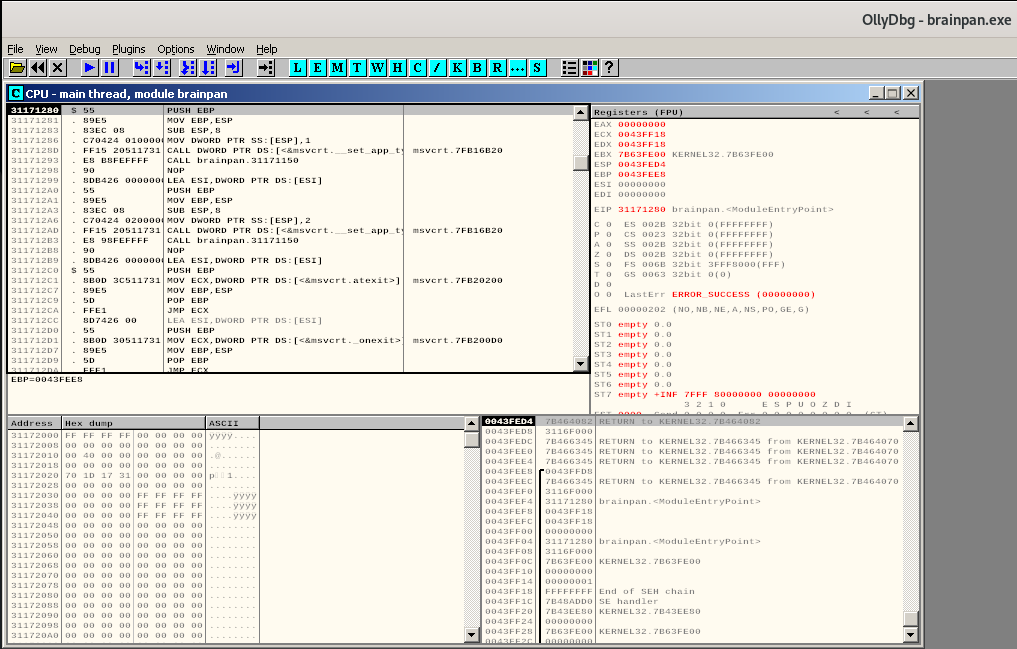 OllyDbg - brainpan.exe
File View Debug Plugins Options Window Help
L E M T W H C / K B R ... S ?
C CPU - main thread, module brainpan
31171280 $ 55 PUSH EBP
31171281 . 89E5 MOV EBP,ESP
31171283 . 83EC 08 SUB ESP,8
31171286 . C70424 0100000 MOV DWORD PTR SS:[ESP],1
3117128D . FF15 20511731 CALL DWORD PTR DS:[<&msvcrt.__set_app_ty msvcrt.7FB16B20
31171293 . E8 B8FEFFFF CALL brainpan.31171150
31171298 . 90 NOP
31171299 . 8DB426 0000000 LEA ESI,DWORD PTR DS:[ESI]
311712A0 . 55 PUSH EBP
311712A1 . 89E5 MOV EBP,ESP
311712A3 . 83EC 08 SUB ESP,8
311712A6 . C70424 0200000 MOV DWORD PTR SS:[ESP],2
311712AD . FF15 20511731 CALL DWORD PTR DS:[<&msvcrt.__set_app_ty msvcrt.7FB16B20
311712B3 . E8 98FEFFFF CALL brainpan.31171150
311712B8 . 90 NOP
311712B9 . 8DB426 0000000 LEA ESI,DWORD PTR DS:[ESI]
311712C0 $ 55 PUSH EBP
311712C1 . 8B0D 3C511731 MOV ECX,DWORD PTR DS:[<&msvcrt.atexit>] msvcrt.7FB20200
311712C7 . 89E5 MOV EBP,ESP
311712C9 . 5D POP EBP
311712CA . FFE1 JMP ECX
311712CC 8D7426 00 LEA ESI,DWORD PTR DS:[ESI]
311712D0 . 55 PUSH EBP
311712D1 . 8B0D 30511731 MOV ECX,DWORD PTR DS:[<&msvcrt._onexit> msvcrt.7FB200D0
311712D7 . 89E5 MOV EBP,ESP
311712D9 . 5D POP EBP
311712DA . FFE1 JMP ECX
EBP=0043FEE8
Registers (FPU) < < <
EAX 00000000
ECX 0043FF18
EDX 0043FF18
EBX 7B63FE00 KERNEL32.7B63FE00
ESP 0043FED4
EBP 0043FEE8
ESI 00000000
EDI 00000000
EIP 31171280 brainpan.<ModuleEntryPoint>
C 0 ES 002B 32bit 0(FFFFFFFF)
P 0 CS 0023 32bit 0(FFFFFFFF)
A 0 SS 002B 32bit 0(FFFFFFFF)
Z 0 DS 002B 32bit 0(FFFFFFFF)
S 0 FS 006B 32bit 3FFF8000(FFF)
T 0 GS 0063 32bit 0(0)
D 0
O 0 LastErr ERROR_SUCCESS (00000000)
EFL 00000202 (NO,NB,NE,A,NS,PO,GE,G)
ST0 empty 0.0
ST1 empty 0.0
ST2 empty 0.0
ST3 empty 0.0
ST4 empty 0.0
ST5 empty 0.0
ST6 empty 0.0
ST7 empty +INF 7FFF 80000000 00000000
3 2 1 0 E S P U O Z D I
Address Hex dump ASCII
31172000 FF FF FF FF 00 00 00 00 ÿÿÿÿ....
31172008 00 00 00 00 00 00 00 00 ........
31172010 00 40 00 00 00 00 00 00 .@......
31172018 00 00 00 00 00 00 00 00 ........
31172020 70 1D 17 31 00 00 00 00 p1....
31172028 00 00 00 00 00 00 00 00 ........
31172030 00 00 00 00 FF FF FF FF ....ÿÿÿÿ
31172038 00 00 00 00 FF FF FF FF ....ÿÿÿÿ
31172040 00 00 00 00 FF FF FF FF ....ÿÿÿÿ
31172048 00 00 00 00 00 00 00 00 ........
31172050 00 00 00 00 00 00 00 00 ........
31172058 00 00 00 00 00 00 00 00 ........
31172060 00 00 00 00 00 00 00 00 ........
31172068 00 00 00 00 00 00 00 00 ........
31172070 00 00 00 00 00 00 00 00 ........
31172078 00 00 00 00 00 00 00 00 ........
31172080 00 00 00 00 00 00 00 00 ........
31172088 00 00 00 00 00 00 00 00 ........
31172090 00 00 00 00 00 00 00 00 ........
31172098 00 00 00 00 00 00 00 00 ........
311720A0 00 00 00 00 00 00 00 00 ........
0043FED4 7B464082 RETURN to KERNEL32.7B464082
0043FED8 3116F000
0043FEDC 7B466345 RETURN to KERNEL32.7B466345 from KERNEL32.7B464070
0043FEE0 7B466345 RETURN to KERNEL32.7B466345 from KERNEL32.7B464070
0043FEE4 7B466345 RETURN to KERNEL32.7B466345 from KERNEL32.7B464070
0043FEE8 0043FFD8
0043FEEC 7B466345 RETURN to KERNEL32.7B466345 from KERNEL32.7B464070
0043FEF0 3116F000
0043FEF4 31171280 brainpan.<ModuleEntryPoint>
0043FEF8 0043FF18
0043FEFC 0043FF18
0043FF00 00000000
0043FF04 31171280 brainpan.<ModuleEntryPoint>
0043FF08 3116F000
0043FF0C 7B63FE00 KERNEL32.7B63FE00
0043FF10 00000000
0043FF14 00000001
0043FF18 FFFFFFFF End of SEH chain
0043FF1C 7B48ADD0 SE handler
0043FF20 7B43EE80 KERNEL32.7B43EE80
0043FF24 00000000
0043FF28 7B63FE00 KERNEL32.7B63FE00
0043FF2C 00000000